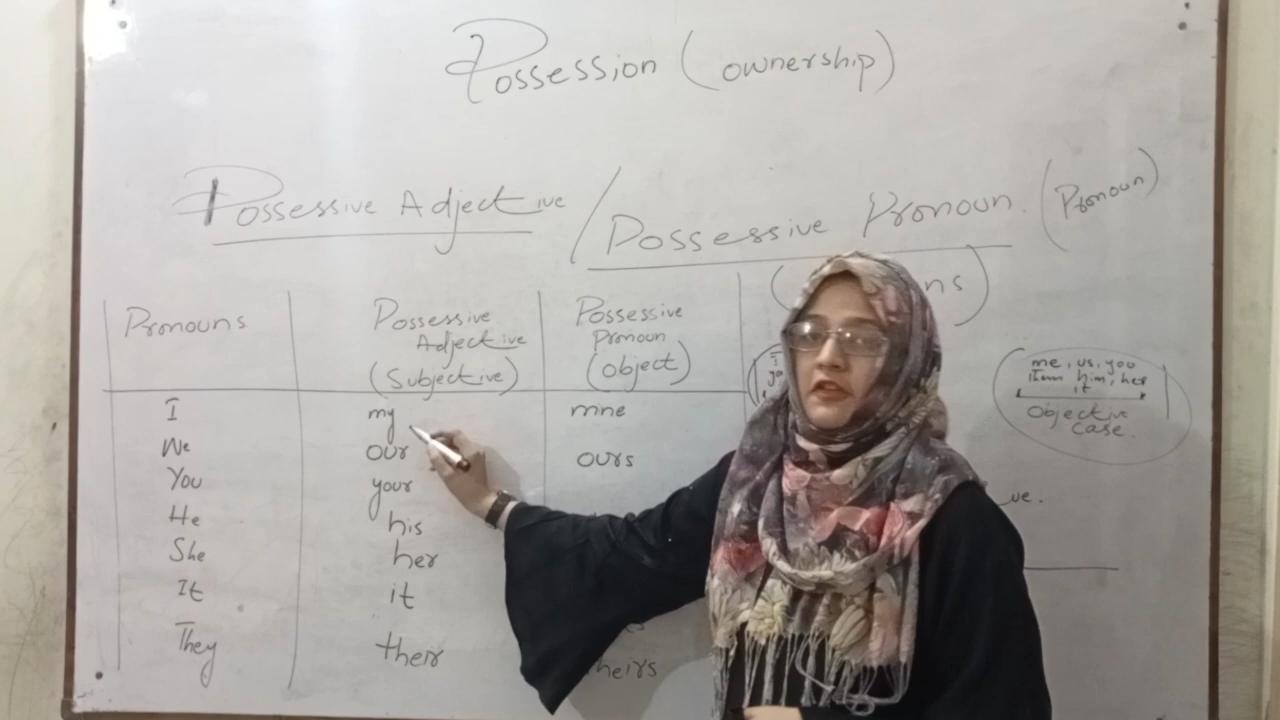 Possession (ownership)
Possessive Adjective / Possessive Pronoun. (Pronoun)
Pronouns
Possessive
Adjective
(Subjective)
Possessive
Pronoun
(object)
me, us, you
them him, her
it
Objective
Case.
I my mine
We our ours
You your
He his
She her
It it
They their